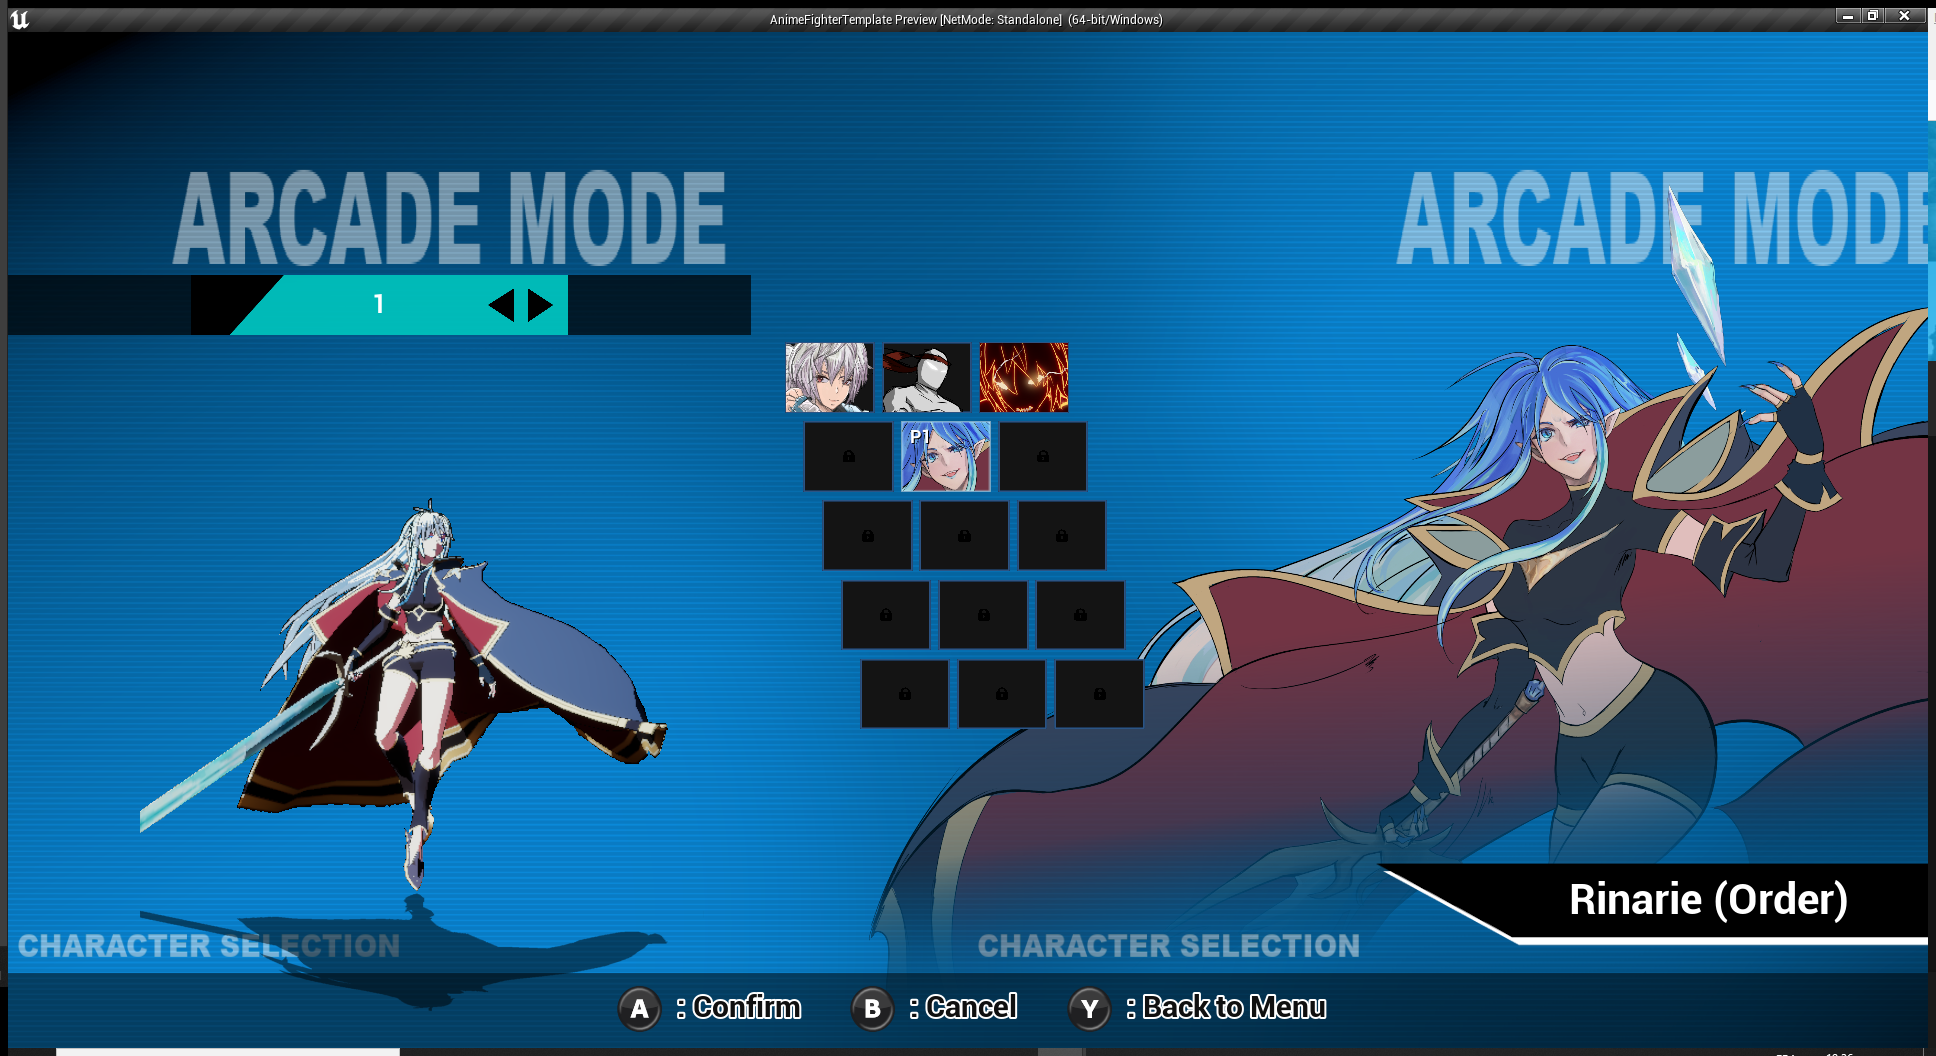 AnimeFighterTemplate Preview [NetMode: Standalone] (64-bit/Windows)
ARCADE MODE
ARCADE MODE
1
P1
Rinarie (Order)
CHARACTER SELECTION
CHARACTER SELECTION
A : Confirm
B : Cancel
Y : Back to Menu